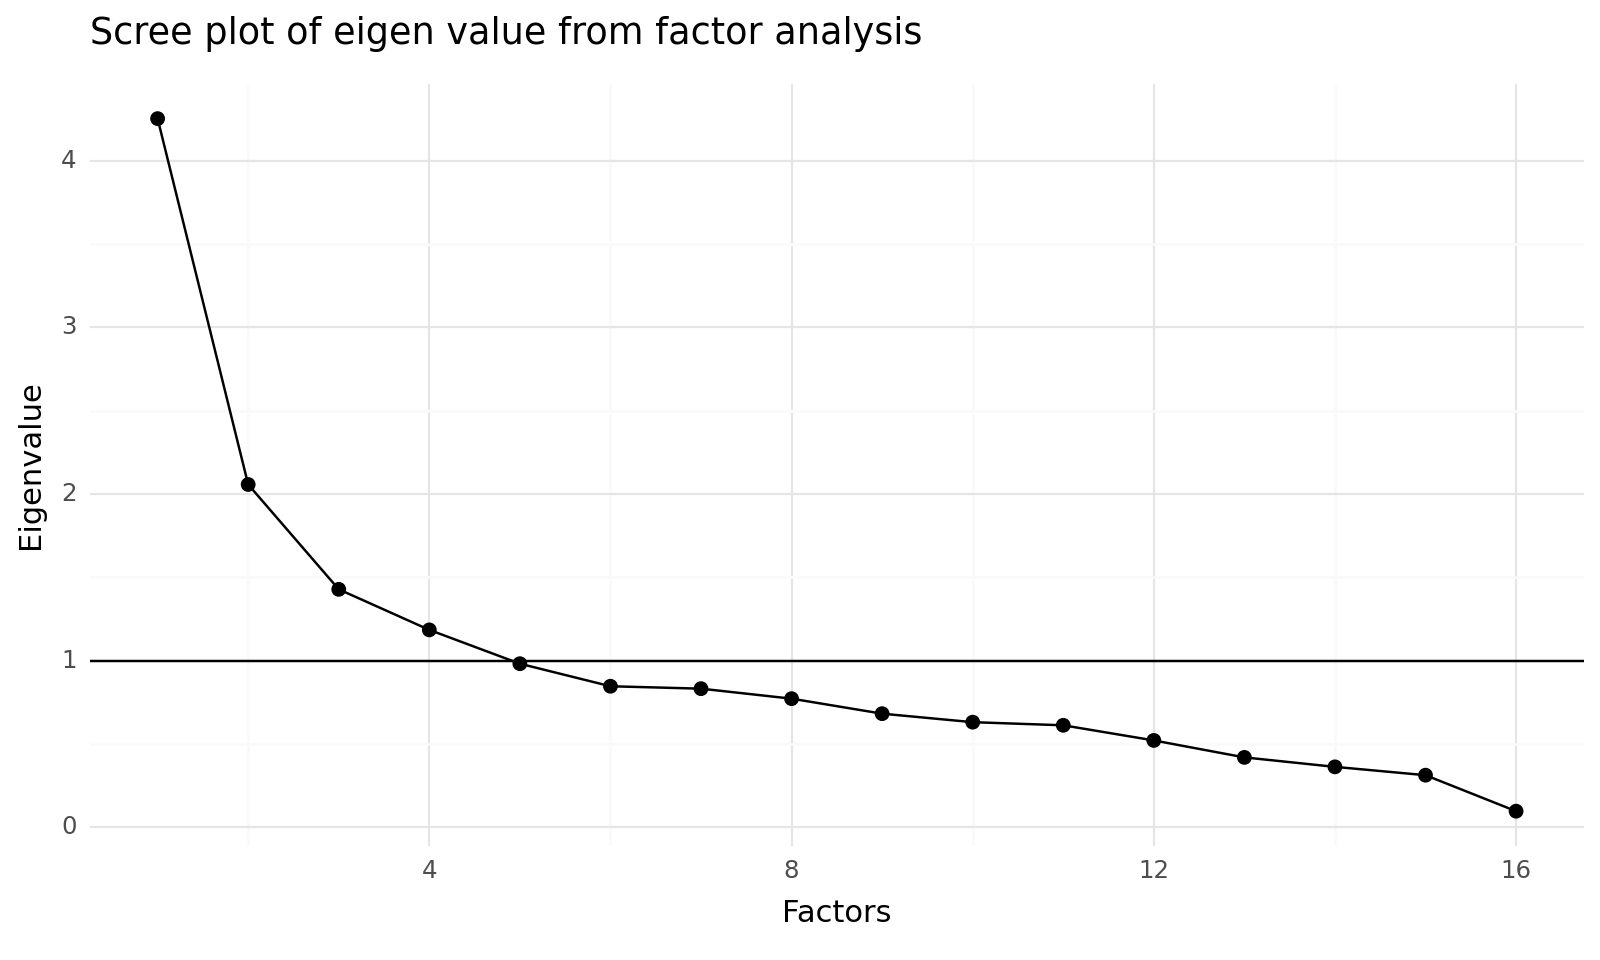 Scree plot of eigen value from factor analysis
Eigenvalue
4
3
2
1
0
4 8 12 16
Factors